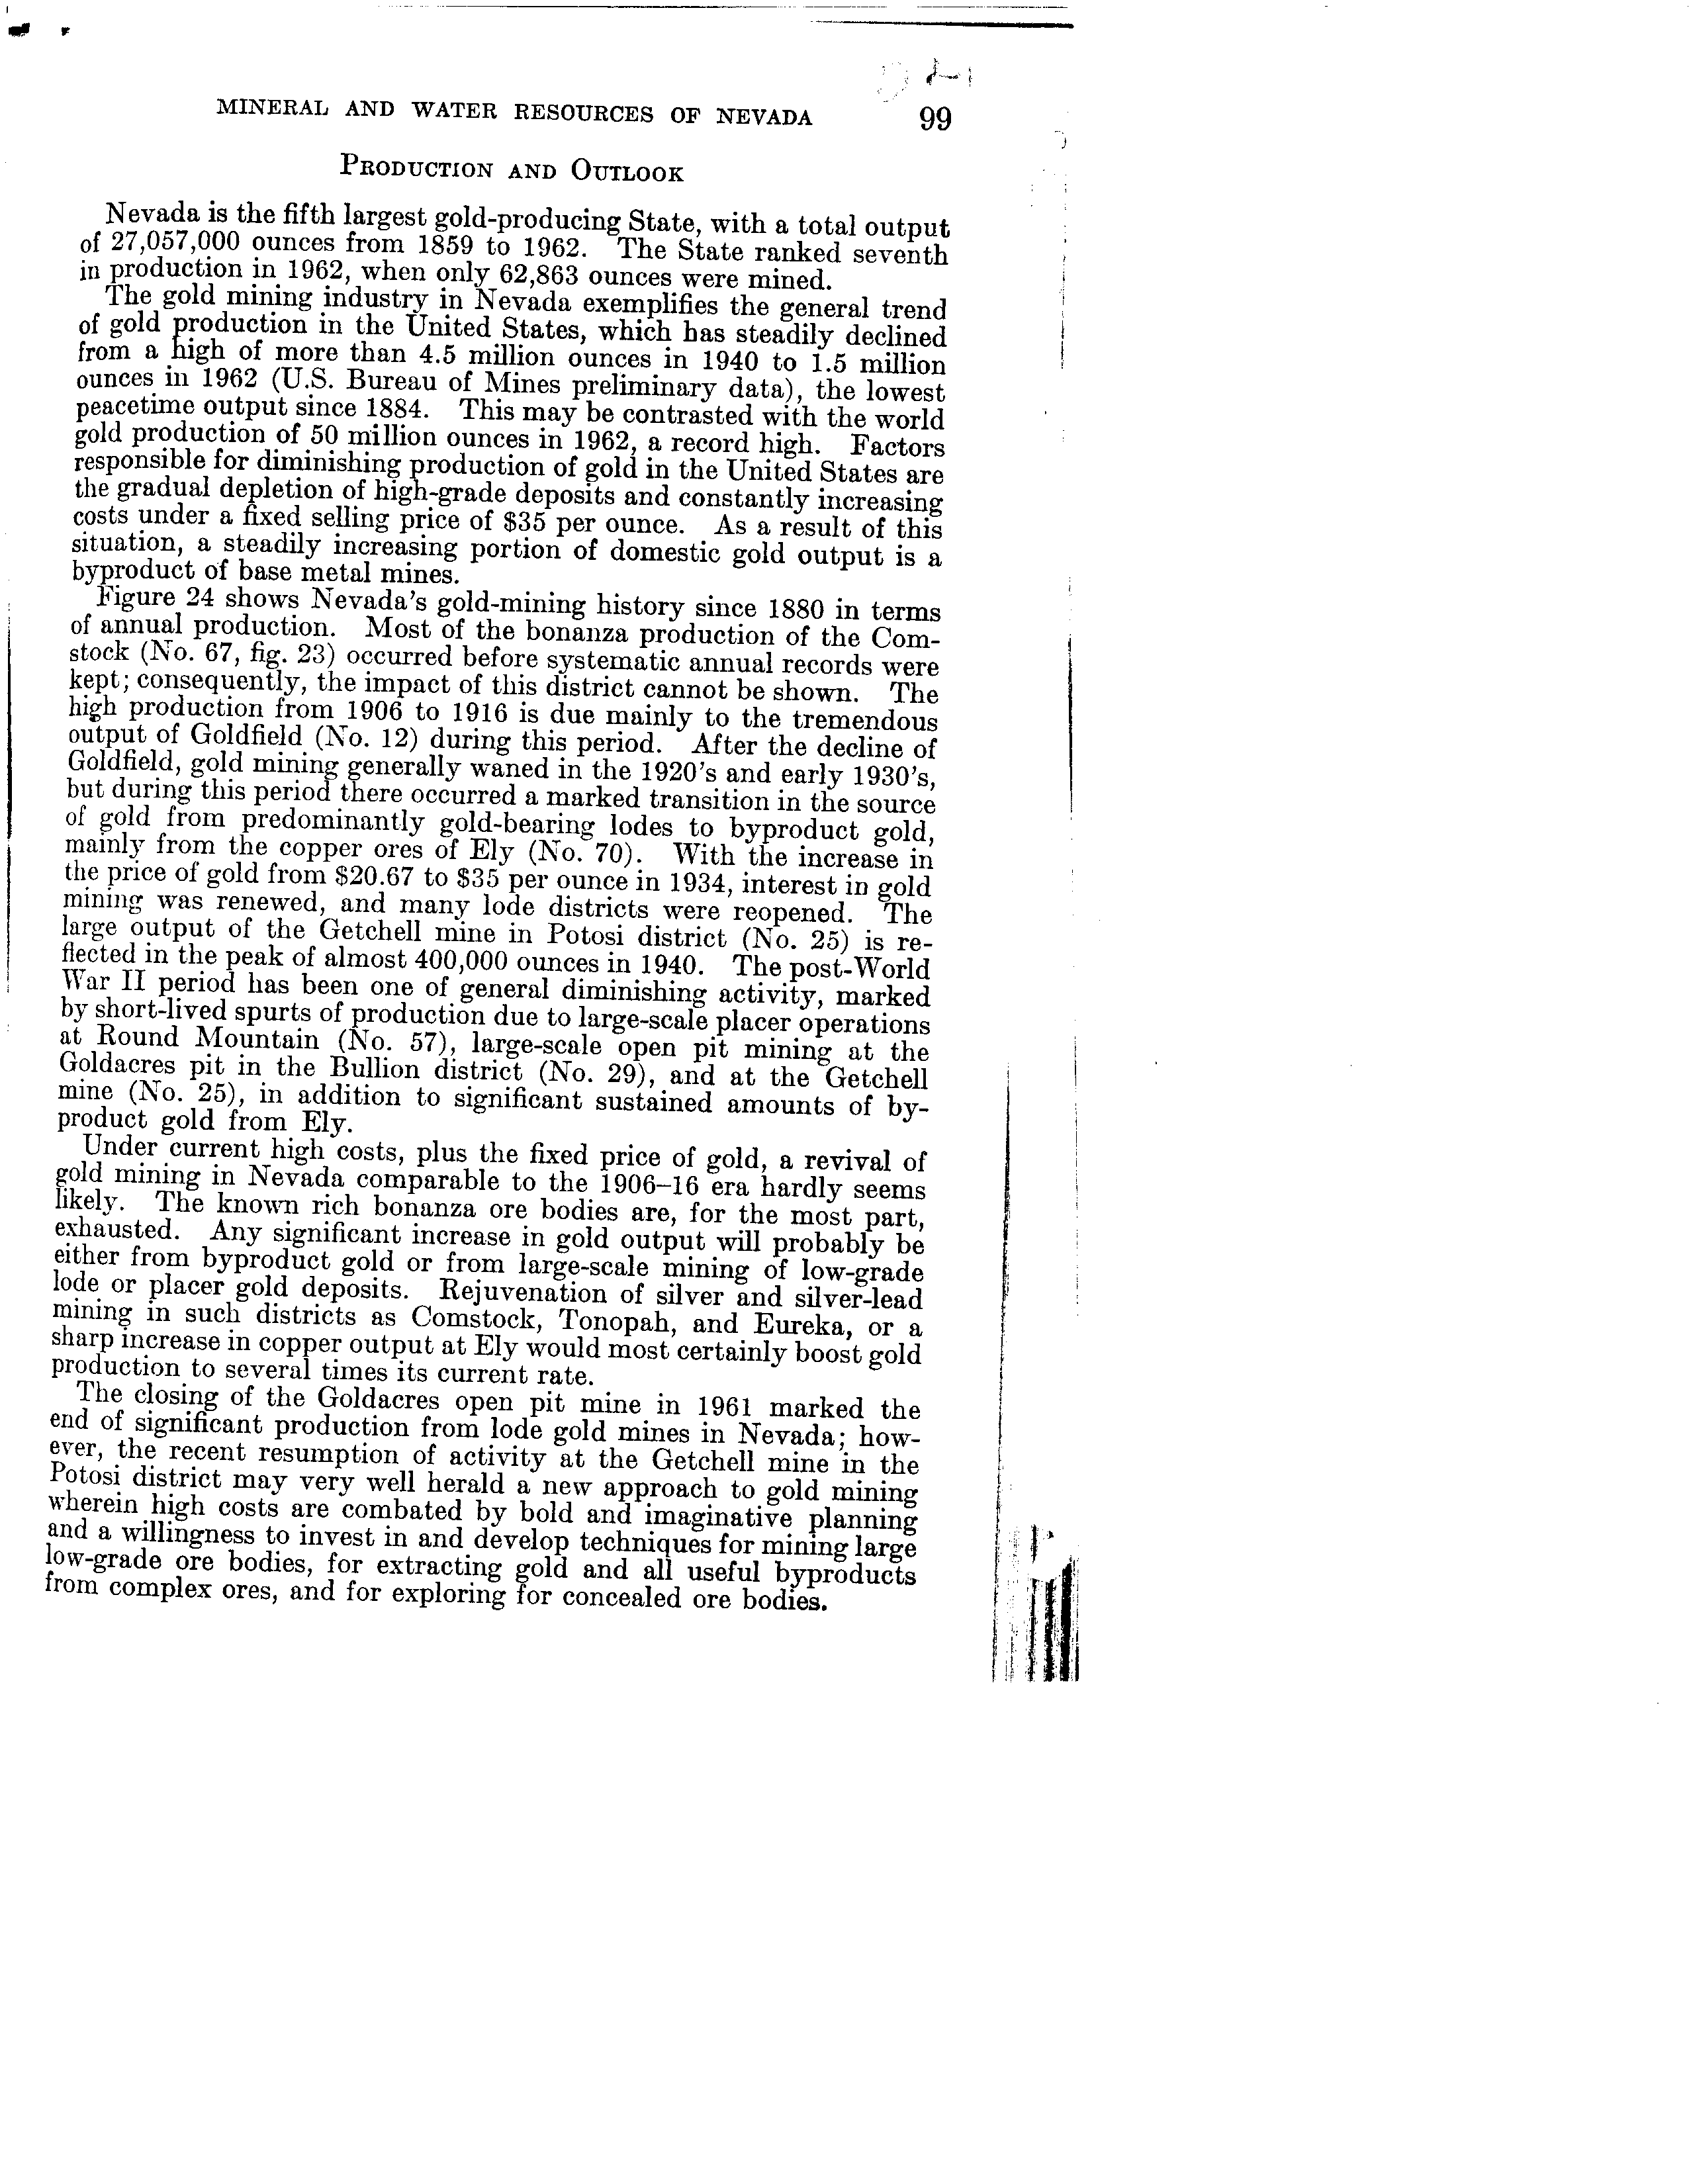 MINERAL AND WATER RESOURCES OF NEVADA 99
PRODUCTION AND OUTLOOK
Nevada is the fifth largest gold-producing State, with a total output
of 27,057,000 ounces from 1859 to 1962. The State ranked seventh
in production in 1962, when only 62,863 ounces were mined.
The gold mining industry in Nevada exemplifies the general trend
of gold production in the United States, which has steadily declined
from a high of more than 4.5 million ounces in 1940 to 1.5 million
ounces in 1962 (U.S. Bureau of Mines preliminary data), the lowest
peacetime output since 1884. This may be contrasted with the world
gold production of 50 million ounces in 1962, a record high. Factors
responsible for diminishing production of gold in the United States are
the gradual depletion of high-grade deposits and constantly increasing
costs under a fixed selling price of $35 per ounce. As a result of this
situation, a steadily increasing portion of domestic gold output is a
byproduct of base metal mines.
Figure 24 shows Nevada's gold-mining history since 1880 in terms
of annual production. Most of the bonanza production of the Com-
stock (No. 67, fig. 23) occurred before systematic annual records were
kept; consequently, the impact of this district cannot be shown. The
high production from 1906 to 1916 is due mainly to the tremendous
output of Goldfield (No. 12) during this period. After the decline of
Goldfield, gold mining generally waned in the 1920's and early 1930's,
but during this period there occurred a marked transition in the source
of gold from predominantly gold-bearing lodes to byproduct gold,
mainly from the copper ores of Ely (No. 70). With the increase in
the price of gold from $20.67 to $35 per ounce in 1934, interest in gold
mining was renewed, and many lode districts were reopened. The
large output of the Getchell mine in Potosi district (No. 25) is re-
flected in the peak of almost 400,000 ounces in 1940. The post-World
War II period has been one of general diminishing activity, marked
by short-lived spurts of production due to large-scale placer operations
at Round Mountain (No. 57), large-scale open pit mining at the
Goldacres pit in the Bullion district (No. 29), and at the Getchell
mine (No. 25), in addition to significant sustained amounts of by-
product gold from Ely.
Under current high costs, plus the fixed price of gold, a revival of
gold mining in Nevada comparable to the 1906–16 era hardly seems
likely. The known rich bonanza ore bodies are, for the most part,
exhausted. Any significant increase in gold output will probably be
either from byproduct gold or from large-scale mining of low-grade
lode or placer gold deposits. Rejuvenation of silver and silver-lead
mining in such districts as Comstock, Tonopah, and Eureka, or a
sharp increase in copper output at Ely would most certainly boost gold
production to several times its current rate.
The closing of the Goldacres open pit mine in 1961 marked the
end of significant production from lode gold mines in Nevada; how-
ever, the recent resumption of activity at the Getchell mine in the
Potosi district may very well herald a new approach to gold mining
wherein high costs are combated by bold and imaginative planning
and a willingness to invest in and develop techniques for mining large
low-grade ore bodies, for extracting gold and all useful byproducts
from complex ores, and for exploring for concealed ore bodies.